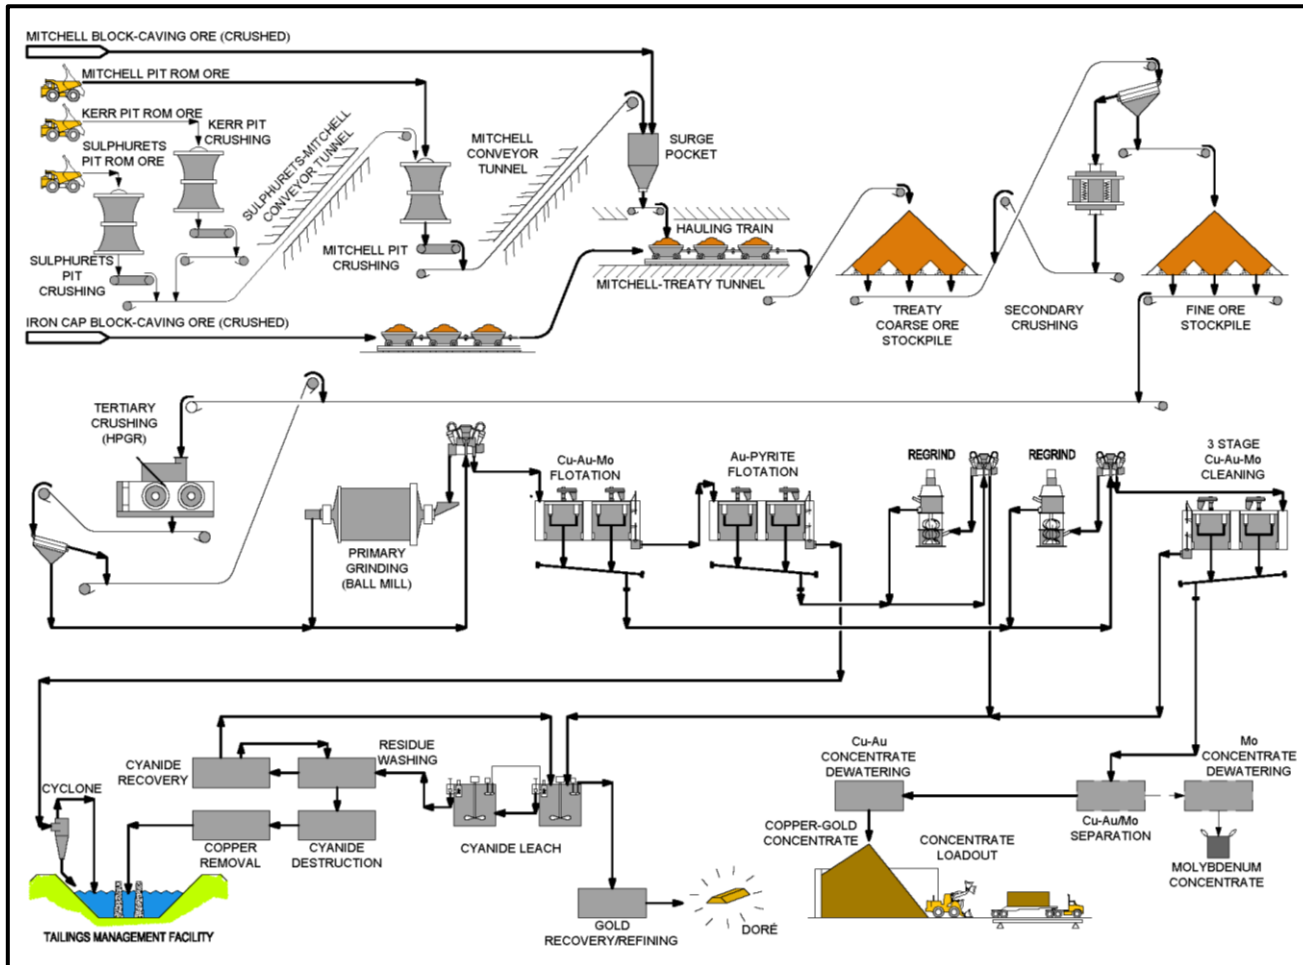 MITCHELL BLOCK-CAVING ORE (CRUSHED)
MITCHELL PIT ROM ORE
KERR PIT ROM ORE
KERR PIT
CRUSHING
SULPHURETS
PIT ROM ORE
SULPHURETS-MITCHELL
CONVEYOR TUNNEL
MITCHELL
CONVEYOR
TUNNEL
SURGE
POCKET
HAULING TRAIN
MITCHELL PIT
CRUSHING
SULPHURETS
PIT
CRUSHING
MITCHELL-TREATY TUNNEL
TREATY
COARSE ORE
STOCKPILE
SECONDARY
CRUSHING
FINE ORE
STOCKPILE
IRON CAP BLOCK-CAVING ORE (CRUSHED)
TERTIARY
CRUSHING
(HPGR)
PRIMARY
GRINDING
(BALL MILL)
Cu-Au-Mo
FLOTATION
Au-PYRITE
FLOTATION
REGRIND
REGRIND
3 STAGE
Cu-Au-Mo
CLEANING
CYANIDE
RECOVERY
RESIDUE
WASHING
CYCLONE
COPPER
REMOVAL
CYANIDE
DESTRUCTION
CYANIDE LEACH
Cu-Au
CONCENTRATE
DEWATERING
Mo
CONCENTRATE
DEWATERING
Cu-Au/Mo
SEPARATION
COPPER-GOLD
CONCENTRATE
CONCENTRATE
LOADOUT
MOLYBDENUM
CONCENTRATE
GOLD
RECOVERY/REFINING
DORÉ
TAILINGS MANAGEMENT FACILITY